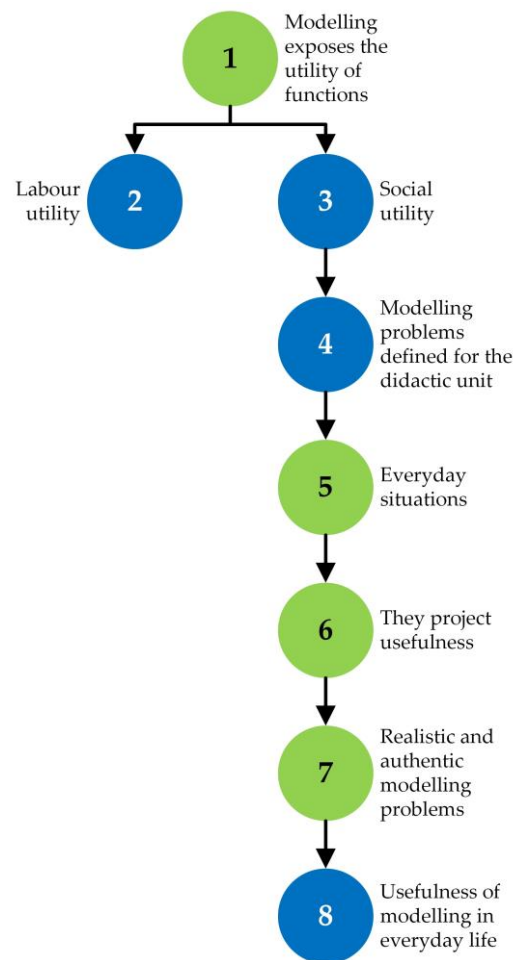 Modelling
exposes the
utility of
functions
1
Labour
utility
2
3
Social
utility
4
Modelling
problems
defined for the
didactic unit
5
Everyday
situations
6
They project
usefulness
7
Realistic and
authentic
modelling
problems
8
Usefulness of
modelling in
everyday life